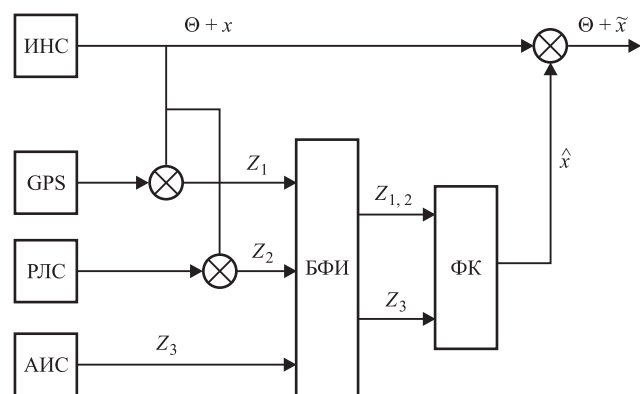 Θ + x
Θ + x̃
ИНС
x̂
GPS
Z1
Z1, 2
РЛС
Z2
БФИ
ФК
Z3
Z3
АИС